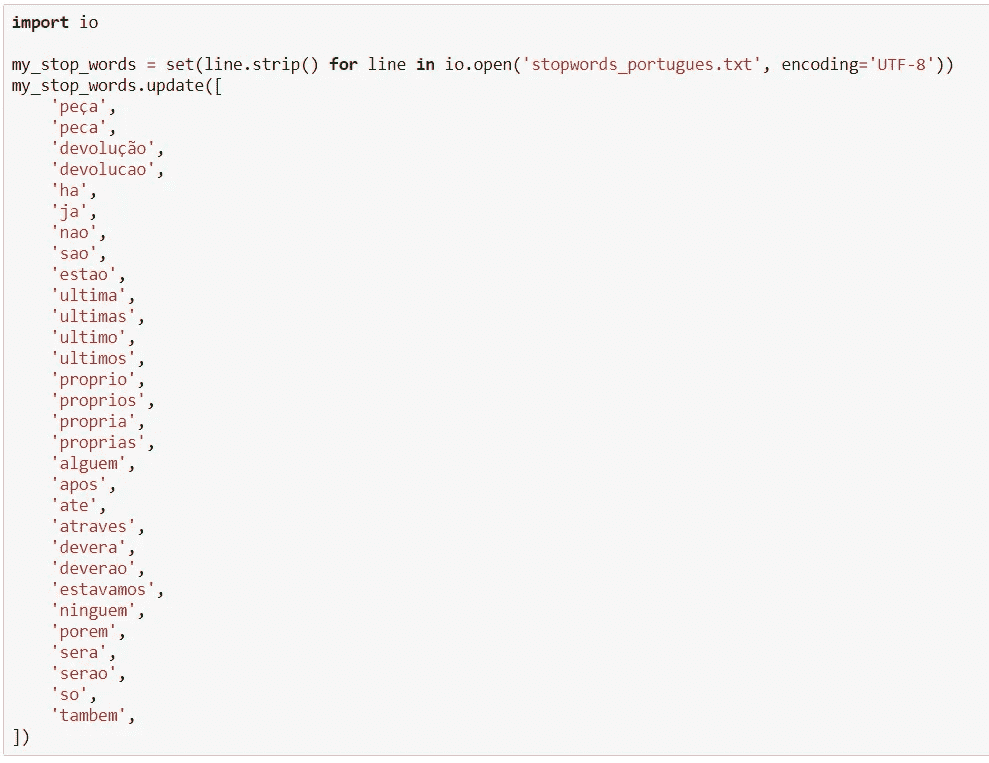 import io
my_stop_words = set(line.strip() for line in io.open('stopwords_portugues.txt', encoding='UTF-8'))
my_stop_words.update([
    'peça',
    'peca',
    'devolução',
    'devolucao',
    'ha',
    'ja',
    'nao',
    'sao',
    'estao',
    'ultima',
    'ultimas',
    'ultimo',
    'ultimos',
    'proprio',
    'proprios',
    'propria',
    'proprias',
    'alguem',
    'apos',
    'ate',
    'atraves',
    'devera',
    'deverao',
    'estavamos',
    'ninguem',
    'porem',
    'sera',
    'serao',
    'so',
    'tambem',
])